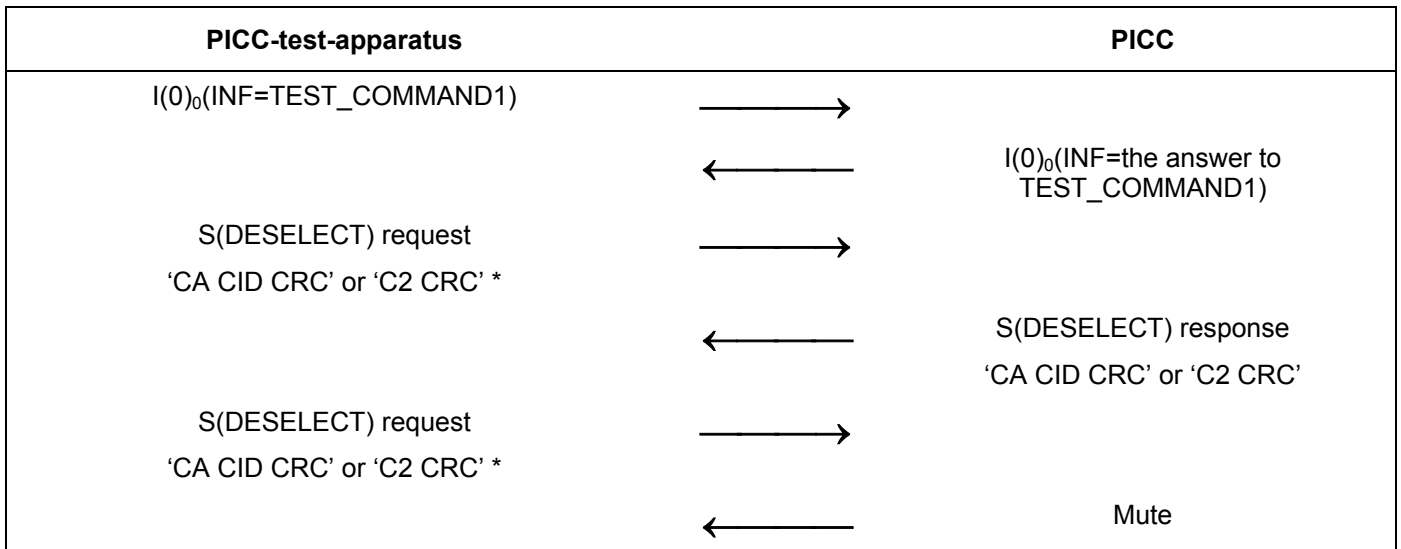 PICC-test-apparatus PICC
I(0)₀(INF=TEST_COMMAND1)
I(0)₀(INF=the answer to
TEST_COMMAND1)
S(DESELECT) request
‘CA CID CRC’ or ‘C2 CRC’ *
S(DESELECT) response
‘CA CID CRC’ or ‘C2 CRC’
S(DESELECT) request
‘CA CID CRC’ or ‘C2 CRC’ *
Mute